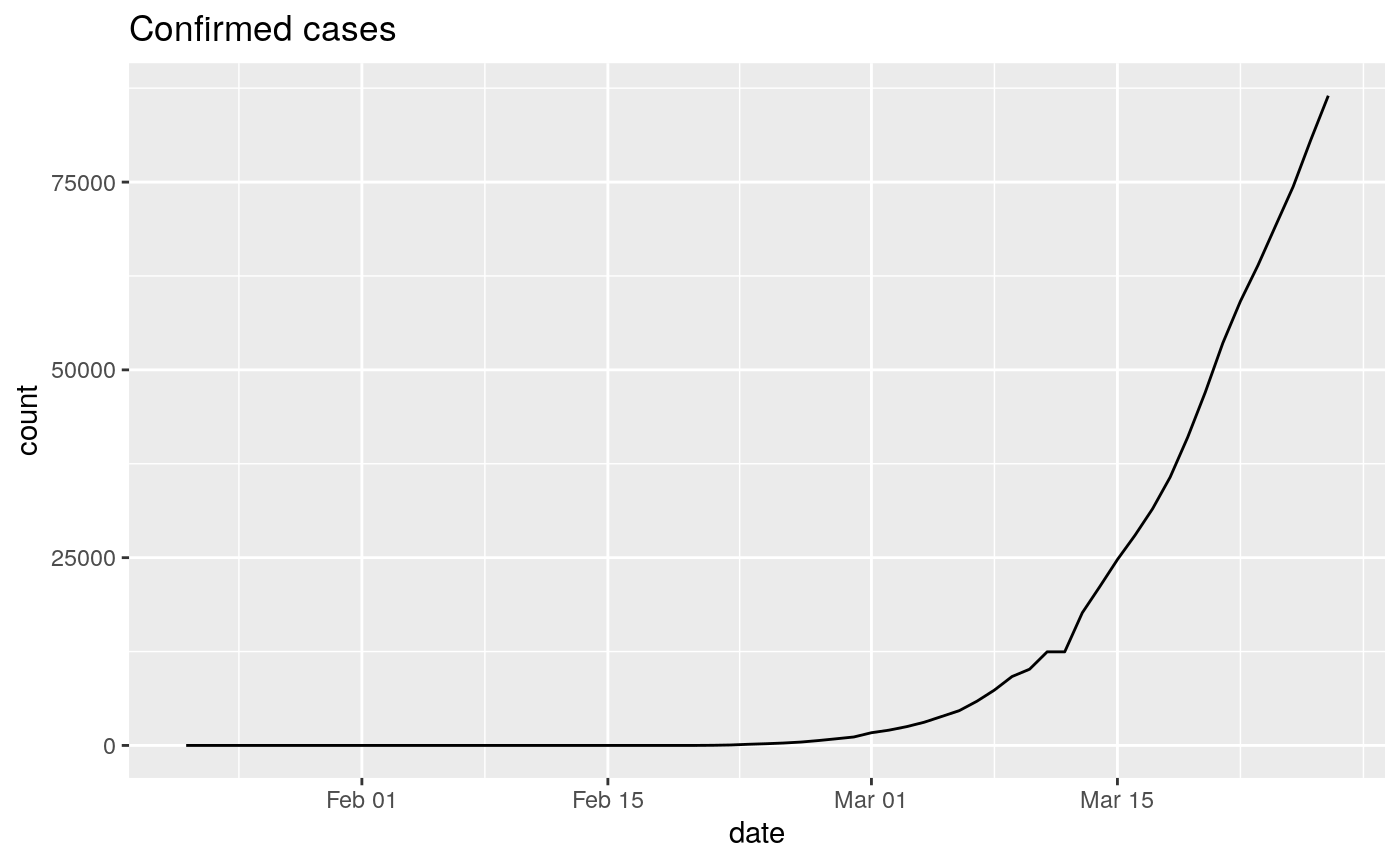 Confirmed cases
75000
50000
25000
0
count
Feb 01
Feb 15
Mar 01
Mar 15
date